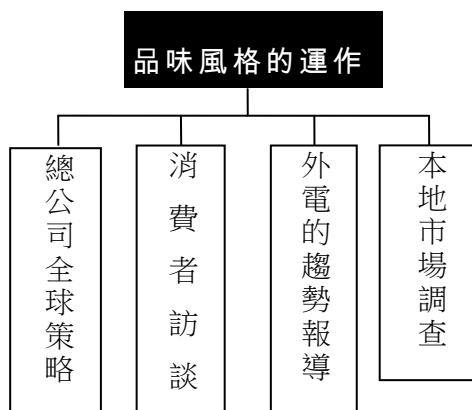 品味風格的運作
總公司全球策略
消費者訪談
外電的趨勢報導
本地市場調查